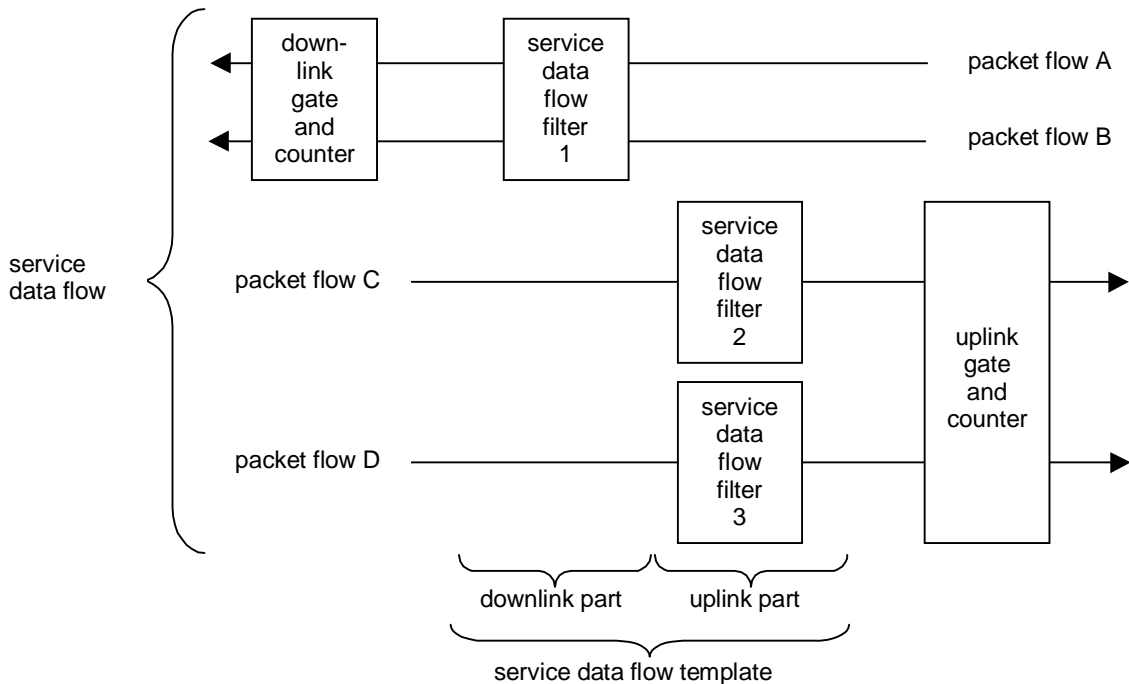 down-
link
gate
and
counter
service
data
flow
filter
1
packet flow A
packet flow B
service
data flow
packet flow C
service
data
flow
filter
2
uplink
gate
and
counter
packet flow D
service
data
flow
filter
3
downlink part
uplink part
service data flow template